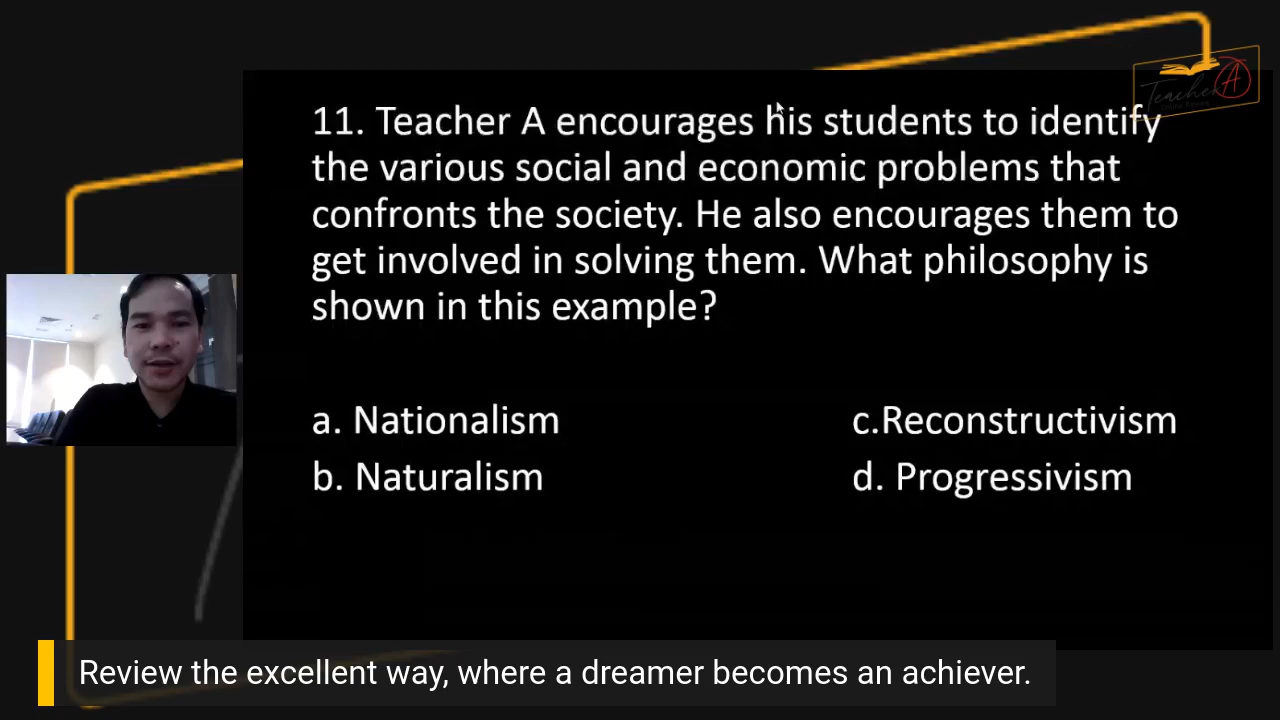 11. Teacher A encourages his students to identify
the various social and economic problems that
confronts the society. He also encourages them to
get involved in solving them. What philosophy is
shown in this example?
a. Nationalism
b. Naturalism
c.Reconstructivism
d. Progressivism
Teacher A
Review the excellent way, where a dreamer becomes an achiever.